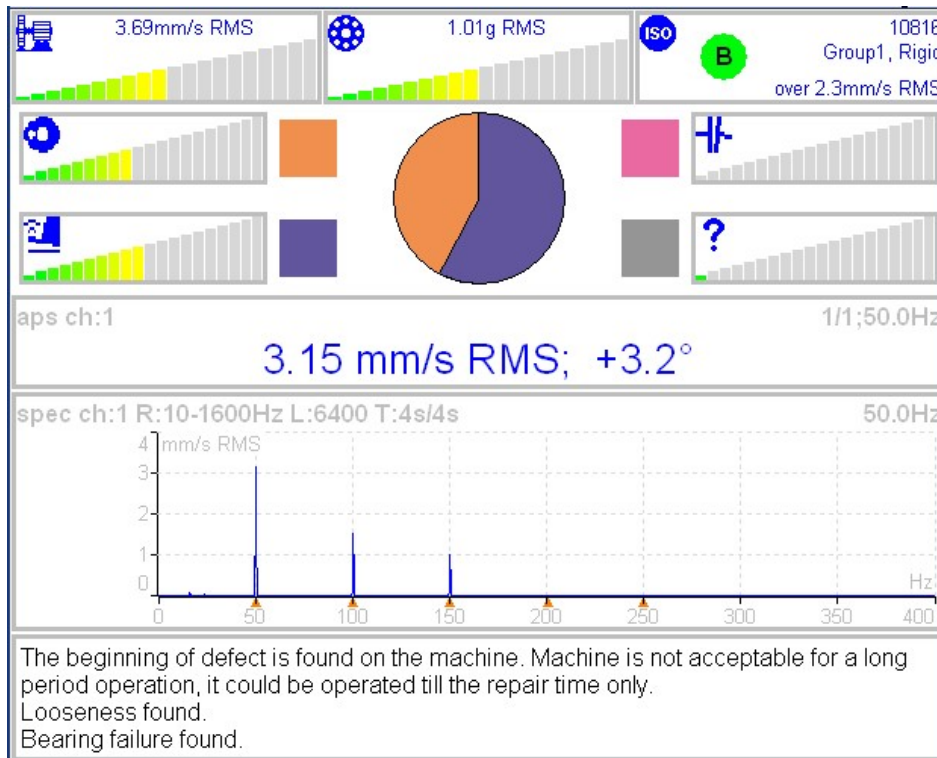 3.69mm/s RMS
1.01g RMS
ISO
B
10816
Group1, Rigid
over 2.3mm/s RMS
?
aps ch:1
1/1;50.0Hz
3.15 mm/s RMS; +3.2°
spec ch:1 R:10-1600Hz L:6400 T:4s/4s
50.0Hz
4 mm/s RMS
3
2
1
0
Hz
0 50 100 150 200 250 300 350 400
The beginning of defect is found on the machine. Machine is not acceptable for a long
period operation, it could be operated till the repair time only.
Looseness found.
Bearing failure found.